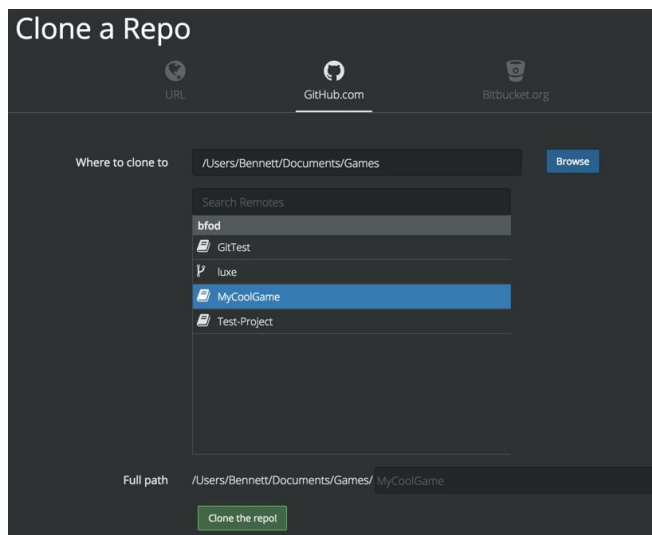 Clone a Repo
URL
GitHub.com
Bitbucket.org
Where to clone to
/Users/Bennett/Documents/Games
Browse
Search Remotes
bfod
GitTest
luxe
MyCoolGame
Test-Project
Full path
/Users/Bennett/Documents/Games/ MyCoolGame
Clone the repo!